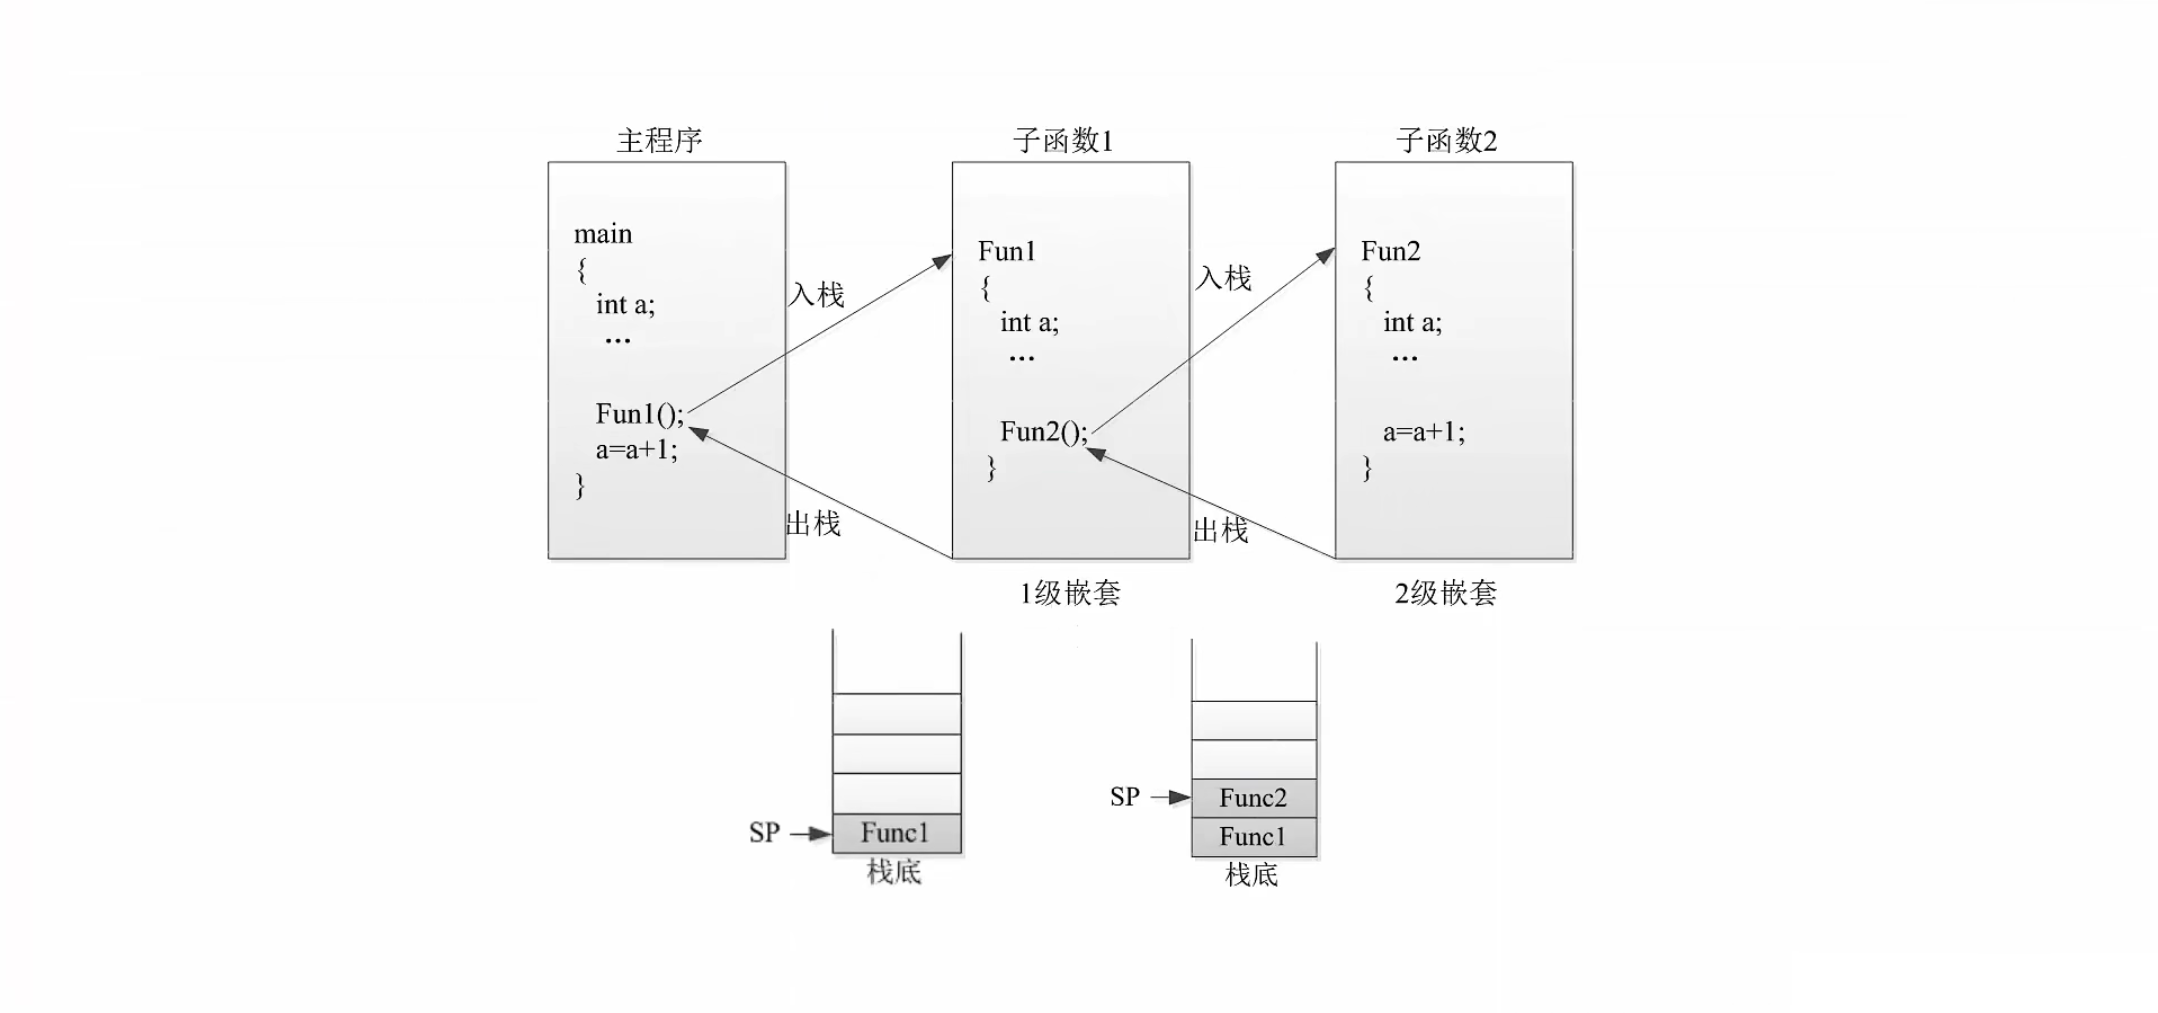 主程序
main
{
int a;
...
Fun1();
a=a+1;
}
入栈
出栈
子函数1
Fun1
{
int a;
...
Fun2();
}
1级嵌套
入栈
出栈
子函数2
Fun2
{
int a;
...
a=a+1;
}
2级嵌套
SP
Func1
栈底
SP
Func2
Func1
栈底